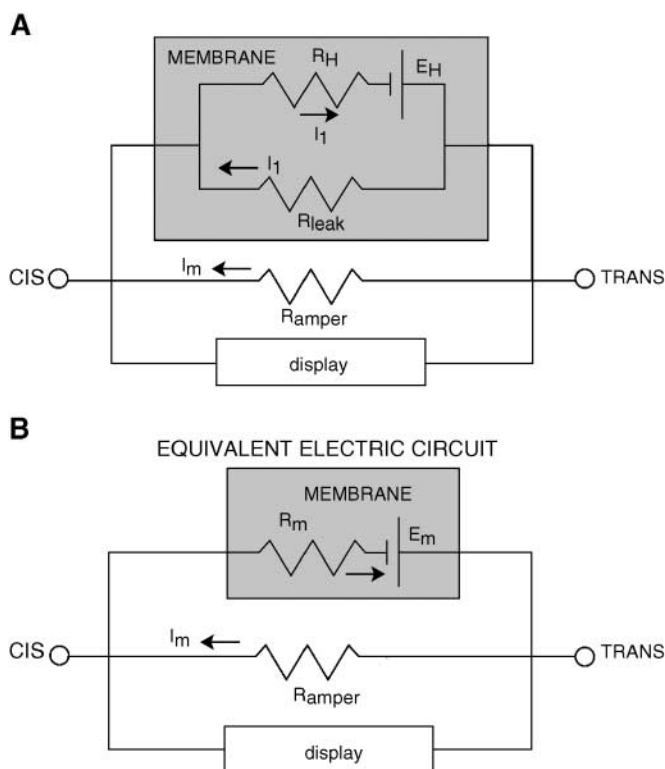 A
MEMBRANE
RH
EH
I1
I1
Rleak
Im
CIS
TRANS
Ramper
display
B
EQUIVALENT ELECTRIC CIRCUIT
MEMBRANE
Rm
Em
Im
CIS
TRANS
Ramper
display